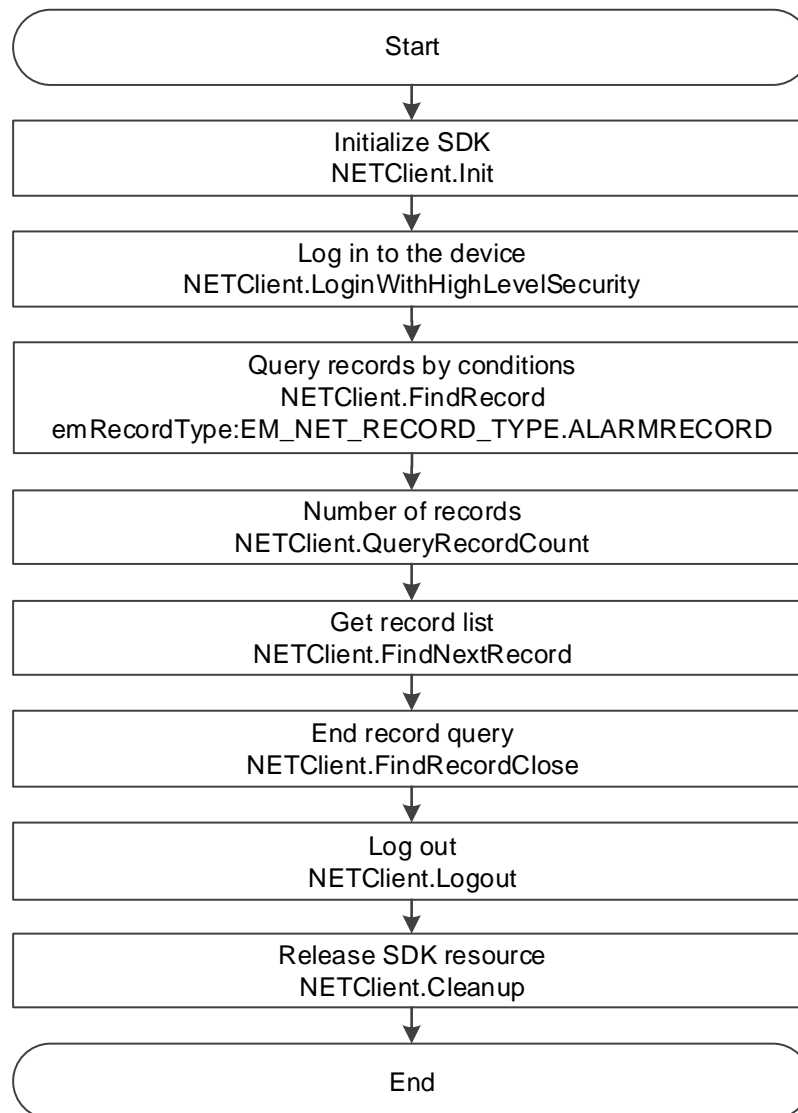 Start
Initialize SDK
NETClient.Init
Log in to the device
NETClient.LoginWithHighLevelSecurity
Query records by conditions
NETClient.FindRecord
emRecordType:EM_NET_RECORD_TYPE.ALARMRECORD
Number of records
NETClient.QueryRecordCount
Get record list
NETClient.FindNextRecord
End record query
NETClient.FindRecordClose
Log out
NETClient.Logout
Release SDK resource
NETClient.Cleanup
End